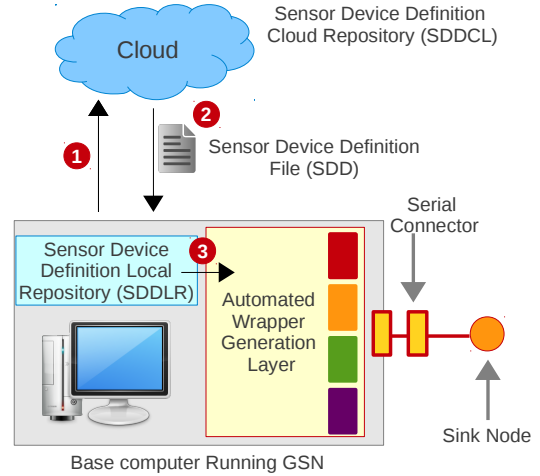 Sensor Device Definition
Cloud Repository (SDDCL)
Cloud
2
1
Sensor Device Definition
File (SDD)
Serial
Connector
Sensor Device
Definition Local
Repository (SDDLR)
3
Automated
Wrapper
Generation
Layer
Sink Node
Base computer Running GSN